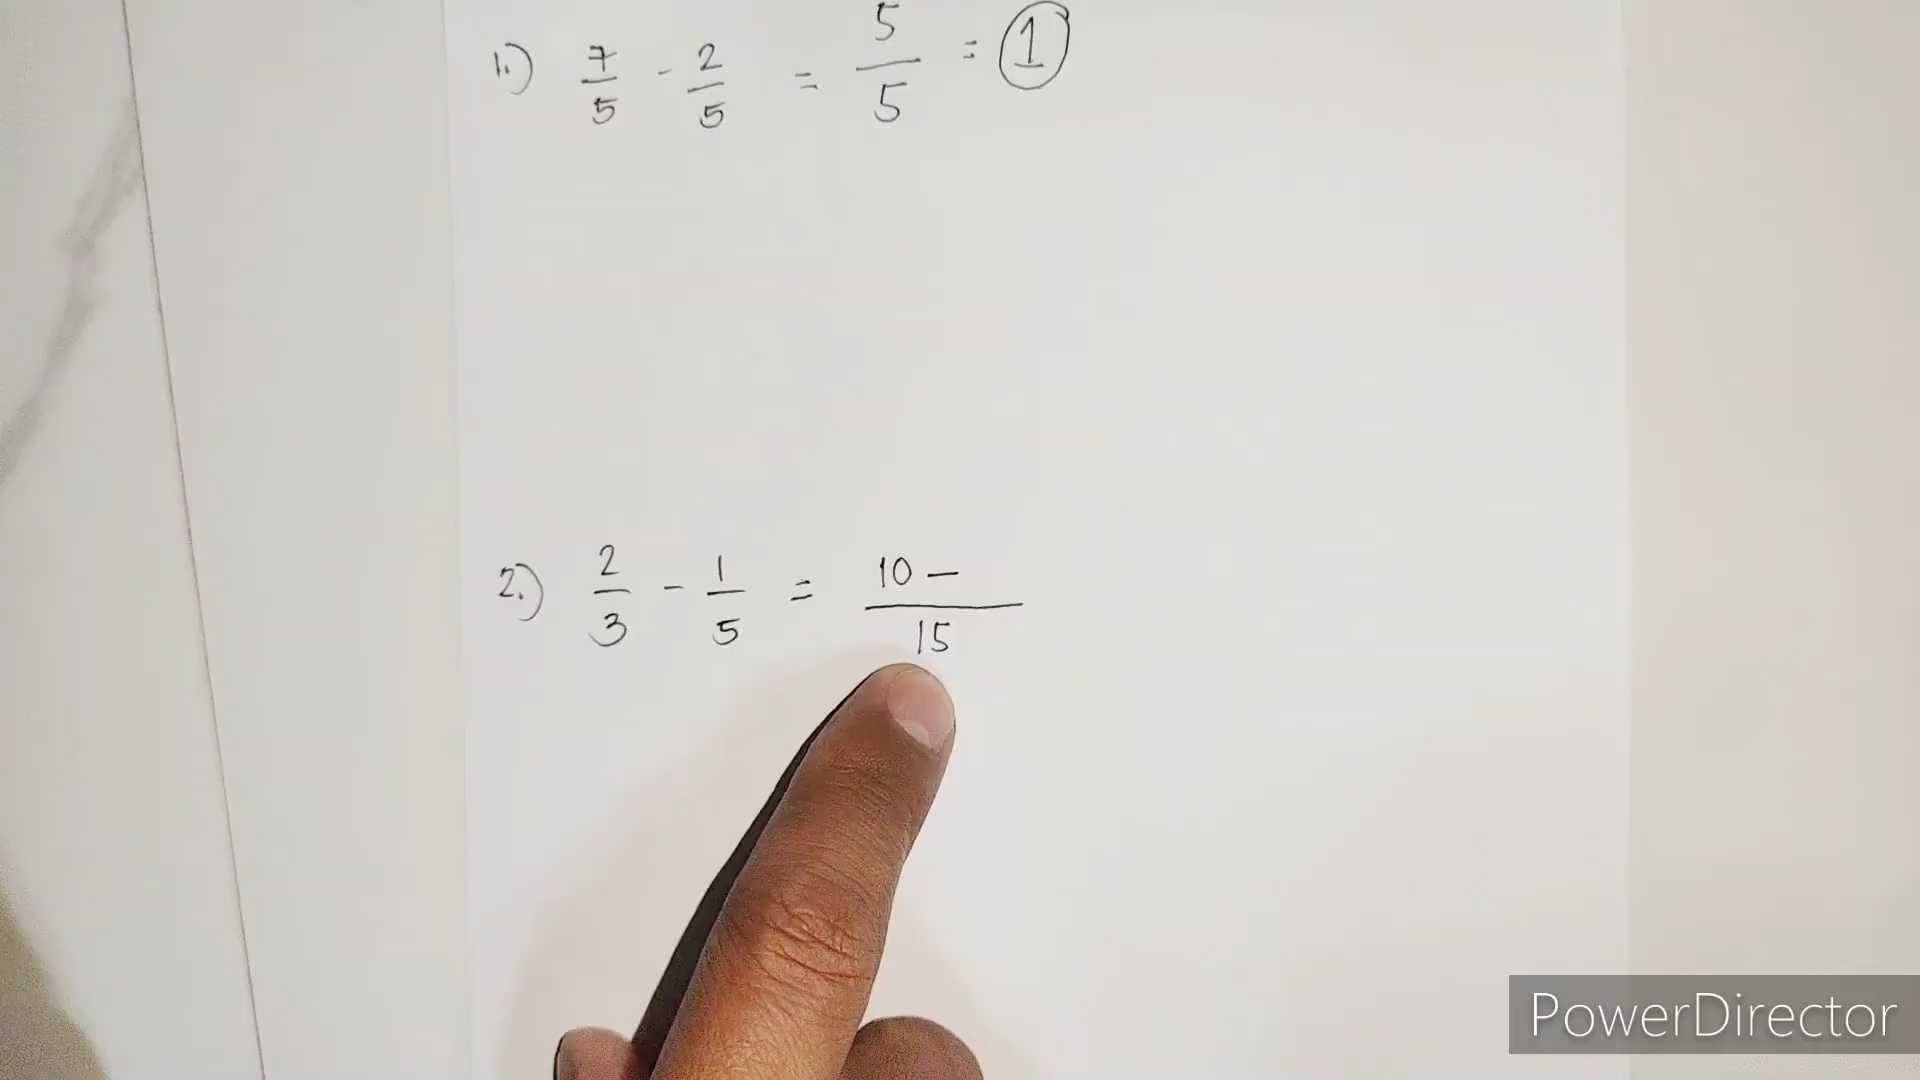 1.) 7/5 - 2/5 = 5/5 = 1
2.) 2/3 - 1/5 = 10 - /15
PowerDirector